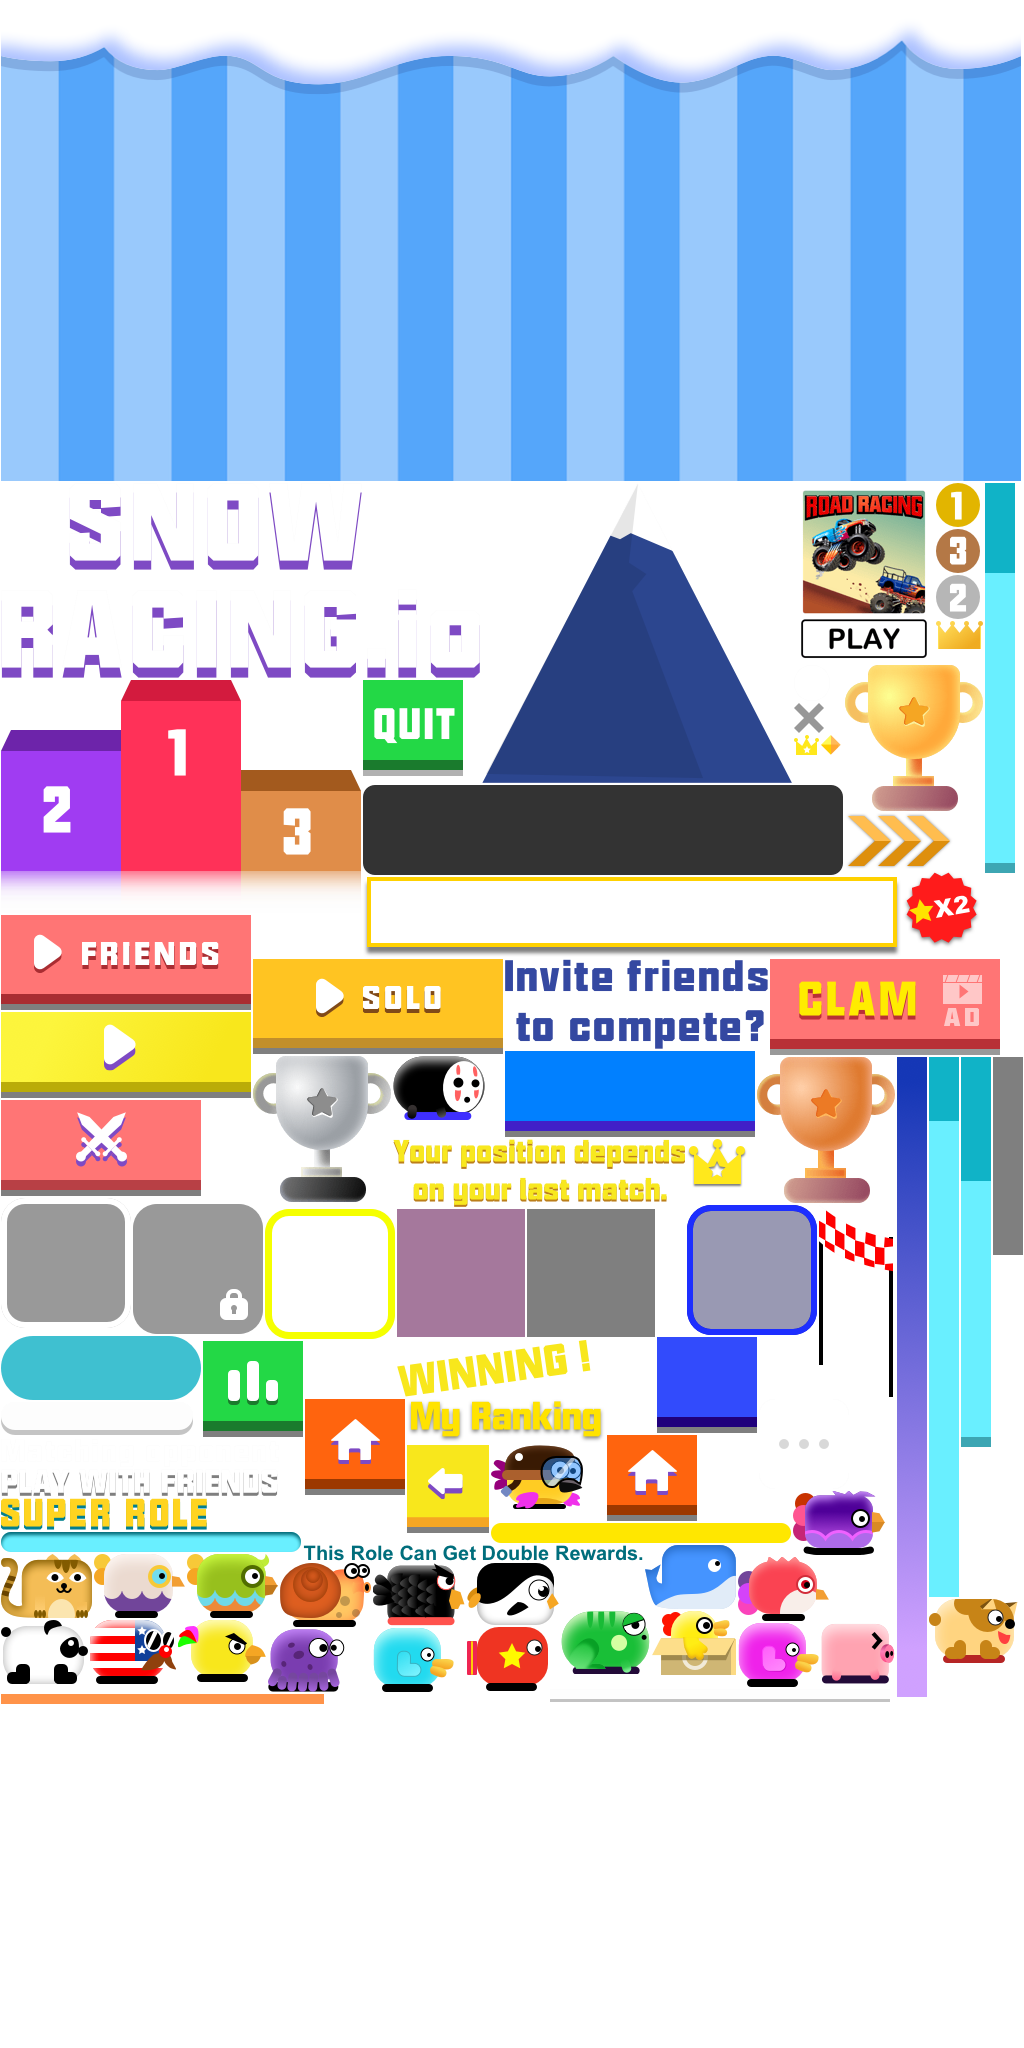 SNOW
RACING.io
ROAD RACING
PLAY
1
3
2
1
2
3
QUIT
X2
FRIENDS
SOLO
Invite friends
to compete?
CLAM
AD
Your position depends
on your last match.
WINNING !
My Ranking
PLAY WITH FRIENDS
SUPER ROLE
This Role Can Get Double Rewards.